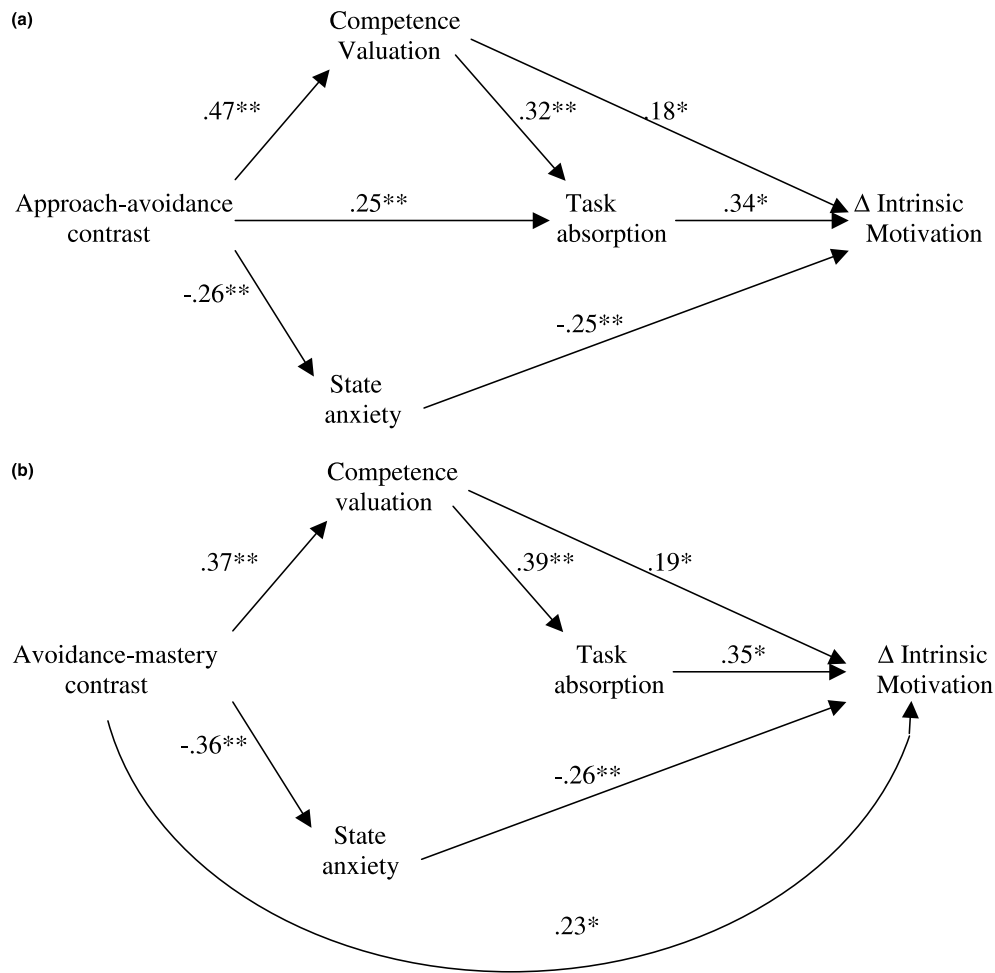 (a)
Competence
Valuation
.47**
.32**
.18*
Approach-avoidance
contrast
.25**
Task
absorption
.34*
Δ Intrinsic
Motivation
-.26**
-.25**
State
anxiety
(b)
Competence
valuation
.37**
.39**
.19*
Avoidance-mastery
contrast
Task
absorption
.35*
Δ Intrinsic
Motivation
-.36**
-.26**
State
anxiety
.23*